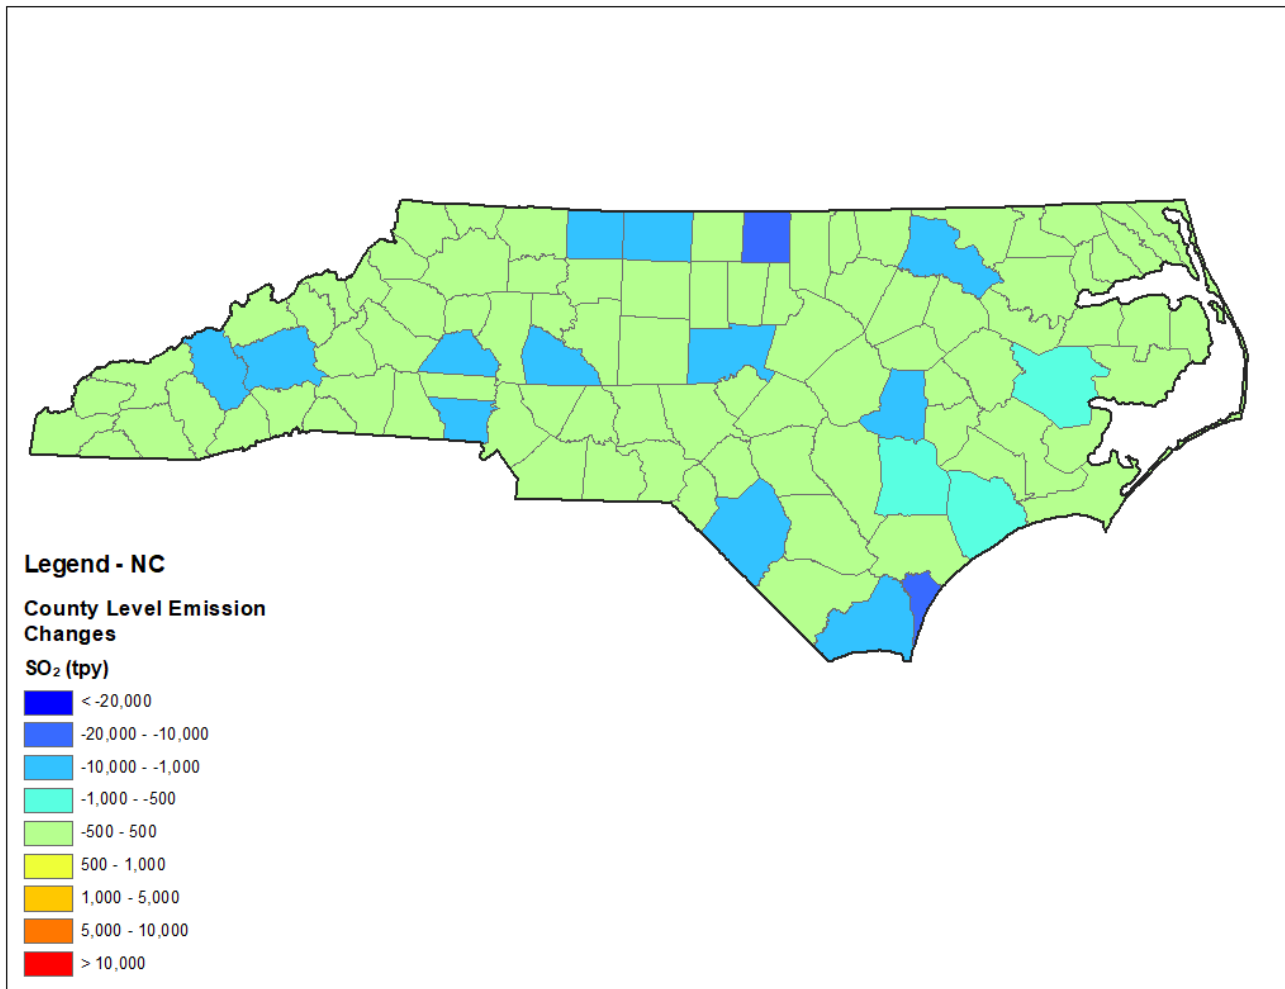 Legend - NC
County Level Emission
Changes
SO₂ (tpy)
< -20,000
-20,000 - -10,000
-10,000 - -1,000
-1,000 - -500
-500 - 500
500 - 1,000
1,000 - 5,000
5,000 - 10,000
> 10,000